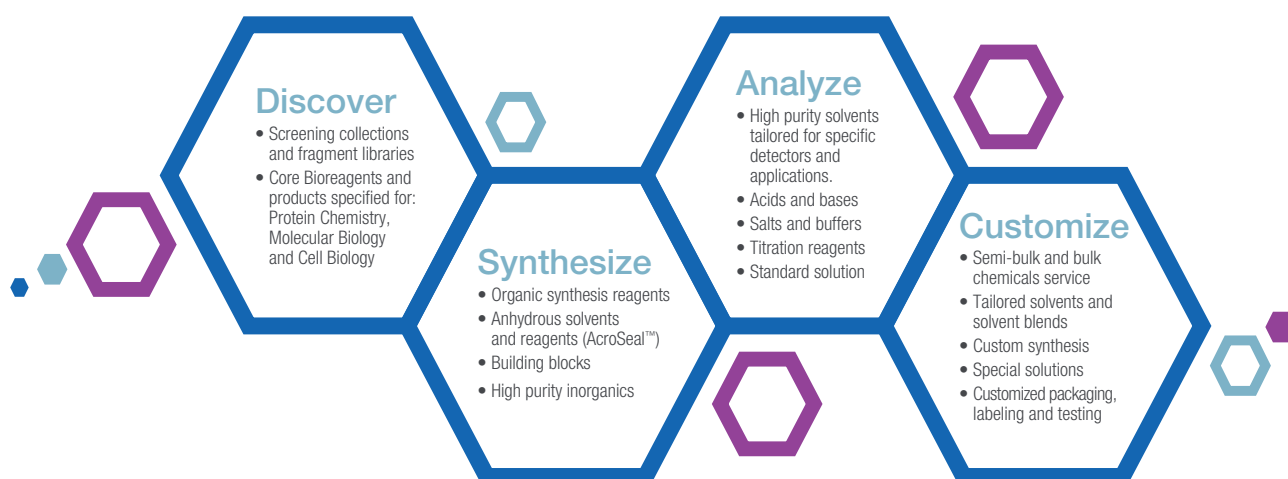 Discover
• Screening collections
and fragment libraries
• Core Bioreagents and
products specified for:
Protein Chemistry,
Molecular Biology
and Cell Biology
Synthesize
• Organic synthesis reagents
• Anhydrous solvents
and reagents (AcroSeal™)
• Building blocks
• High purity inorganics
Analyze
• High purity solvents
tailored for specific
detectors and
applications.
• Acids and bases
• Salts and buffers
• Titration reagents
• Standard solution
Customize
• Semi-bulk and bulk
chemicals service
• Tailored solvents and
solvent blends
• Custom synthesis
• Special solutions
• Customized packaging,
labeling and testing